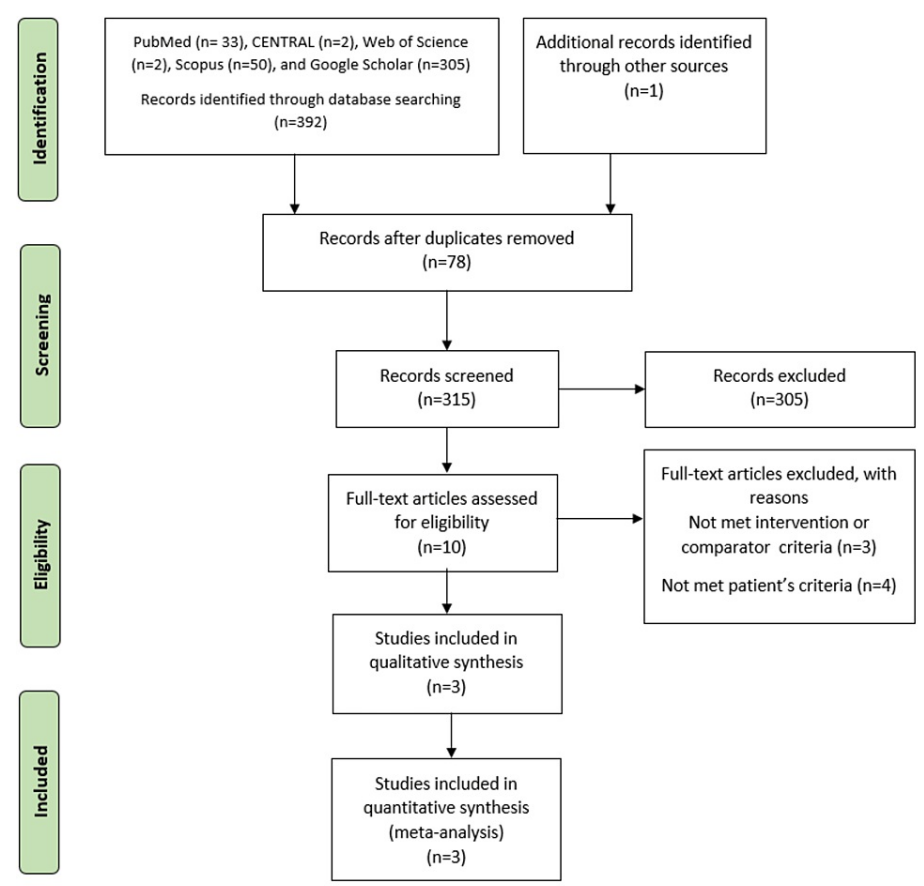 Identification
PubMed (n= 33), CENTRAL (n=2), Web of Science
(n=2), Scopus (n=50), and Google Scholar (n=305)
Records identified through database searching
(n=392)
Additional records identified
through other sources
(n=1)
Records after duplicates removed
(n=78)
Screening
Records screened
(n=315)
Records excluded
(n=305)
Eligibility
Full-text articles assessed
for eligibility
(n=10)
Full-text articles excluded, with
reasons
Not met intervention or
comparator criteria (n=3)
Not met patient’s criteria (n=4)
Studies included in
qualitative synthesis
(n=3)
Included
Studies included in
quantitative synthesis
(meta-analysis)
(n=3)